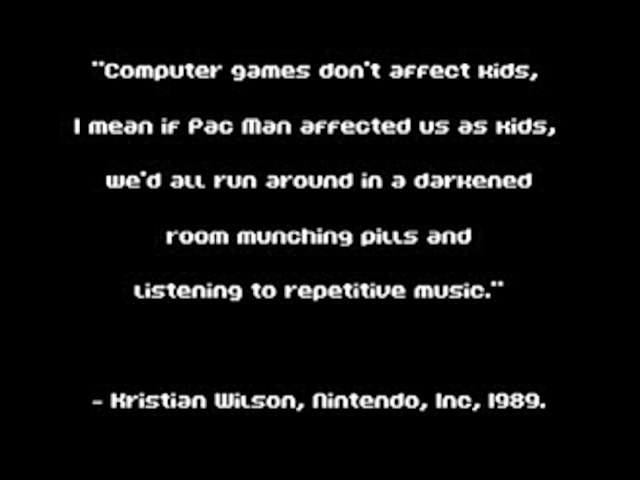 "Computer games don't affect kids,
I mean if Pac Man affected us as kids,
we'd all run around in a darkened
room munching pills and
listening to repetitive music."
- Kristian Wilson, Nintendo, Inc, 1989.